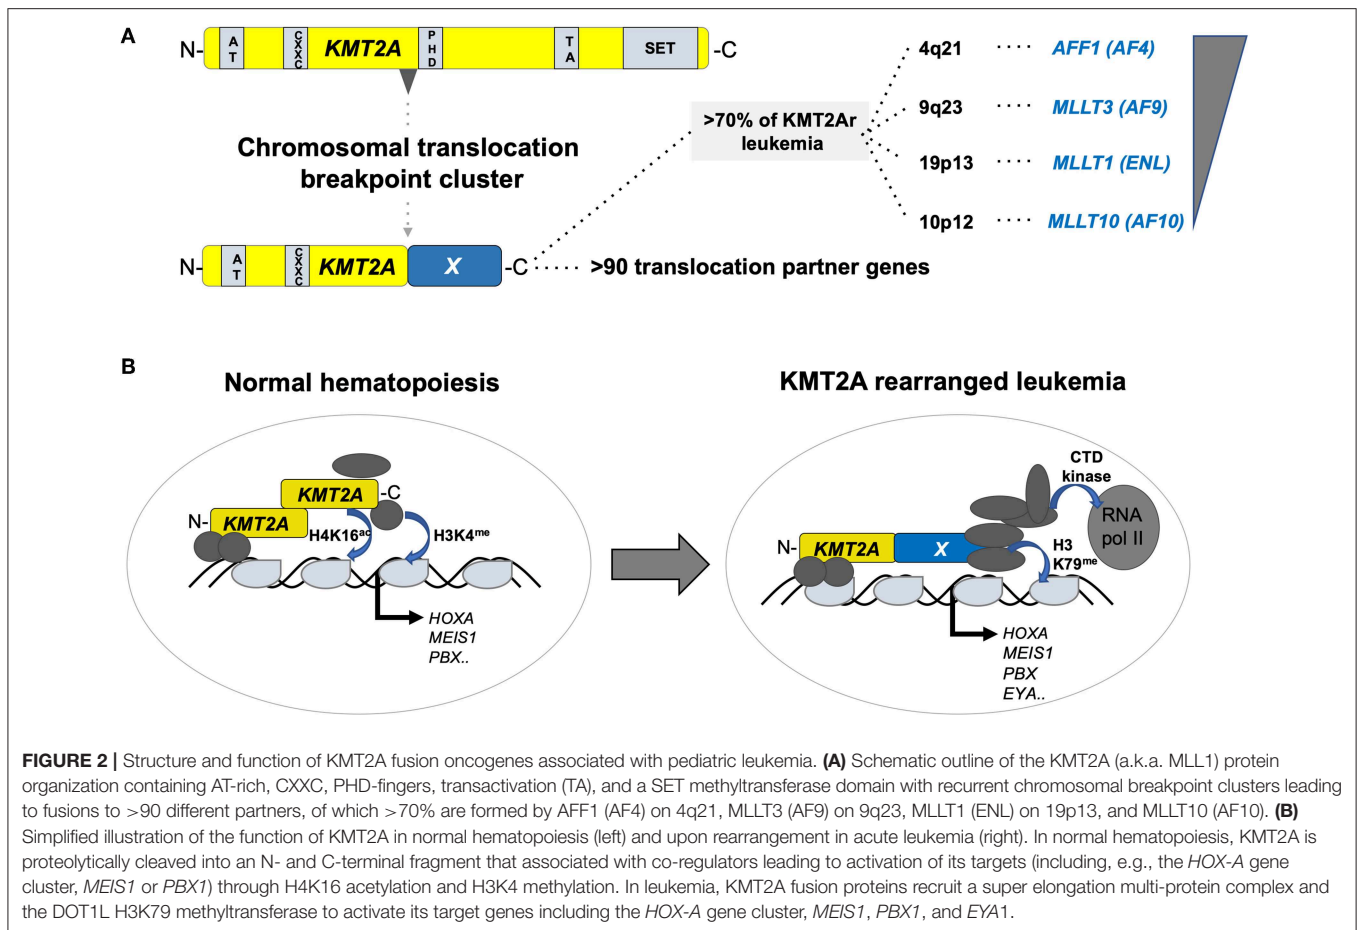 A
N-
AT
CXXC
KMT2A
PHD
TA
SET
-C
Chromosomal translocation
breakpoint cluster
N-
AT
CXXC
KMT2A
X
-C
>90 translocation partner genes
>70% of KMT2Ar
leukemia
4q21
AFF1 (AF4)
9q23
MLLT3 (AF9)
19p13
MLLT1 (ENL)
10p12
MLLT10 (AF10)
B
Normal hematopoiesis
KMT2A
-C
N-
KMT2A
H4K16ac
H3K4me
HOXA
MEIS1
PBX..
KMT2A rearranged leukemia
CTD
kinase
RNA
pol II
N-
KMT2A
X
H3
K79me
HOXA
MEIS1
PBX
EYA..
FIGURE 2 | Structure and function of KMT2A fusion oncogenes associated with pediatric leukemia. (A) Schematic outline of the KMT2A (a.k.a. MLL1) protein
organization containing AT-rich, CXXC, PHD-fingers, transactivation (TA), and a SET methyltransferase domain with recurrent chromosomal breakpoint clusters leading
to fusions to >90 different partners, of which >70% are formed by AFF1 (AF4) on 4q21, MLLT3 (AF9) on 9q23, MLLT1 (ENL) on 19p13, and MLLT10 (AF10). (B)
Simplified illustration of the function of KMT2A in normal hematopoiesis (left) and upon rearrangement in acute leukemia (right). In normal hematopoiesis, KMT2A is
proteolytically cleaved into an N- and C-terminal fragment that associated with co-regulators leading to activation of its targets (including, e.g., the HOX-A gene
cluster, MEIS1 or PBX1) through H4K16 acetylation and H3K4 methylation. In leukemia, KMT2A fusion proteins recruit a super elongation multi-protein complex and
the DOT1L H3K79 methyltransferase to activate its target genes including the HOX-A gene cluster, MEIS1, PBX1, and EYA1.